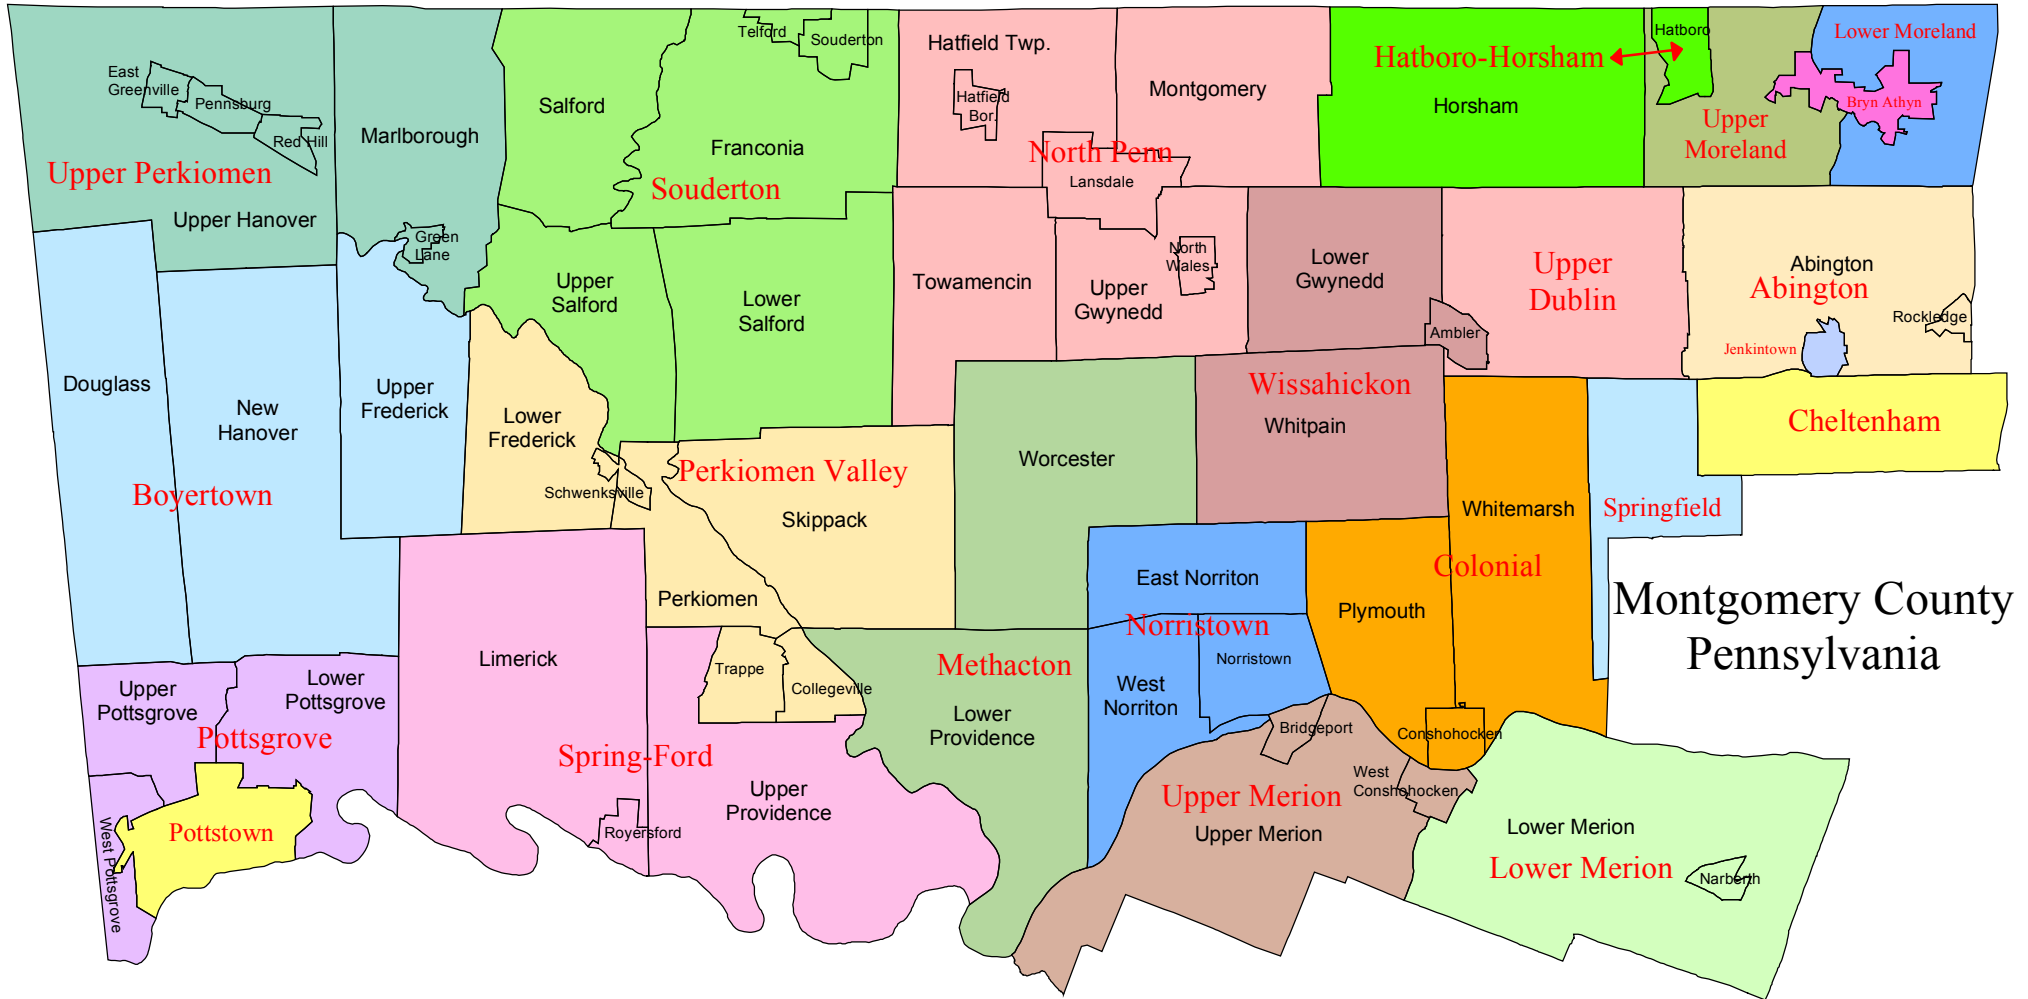 Telford
Souderton
Hatfield Twp.
Hatboro
Lower Moreland
Hatboro-Horsham
East
Greenville
Pennsburg
Red Hill
Salford
Hatfield
Bor.
Montgomery
Horsham
Bryn Athyn
Marlborough
Franconia
North Penn
Upper
Moreland
Upper Perkiomen
Souderton
Lansdale
Upper Hanover
Green
Lane
North
Wales
Lower
Gwynedd
Upper
Dublin
Abington
Abington
Upper
Salford
Lower
Salford
Towamencin
Upper
Gwynedd
Ambler
Rockledge
Jenkintown
Douglass
New
Hanover
Upper
Frederick
Lower
Frederick
Wissahickon
Whitpain
Cheltenham
Worcester
Perkiomen Valley
Boyertown
Schwenksville
Skippack
Whitemarsh
Springfield
Colonial
East Norriton
Perkiomen
Plymouth
Montgomery County
Pennsylvania
Norristown
Norristown
Limerick
Trappe
Collegeville
Methacton
West
Norriton
Upper
Pottsgrove
Lower
Pottsgrove
Lower
Providence
Bridgeport
Conshohocken
Pottsgrove
Spring-Ford
West
Conshohocken
Upper
Providence
Upper Merion
Upper Merion
Lower Merion
Lower Merion
Pottstown
West Pottsgrove
Royersford
Narberth